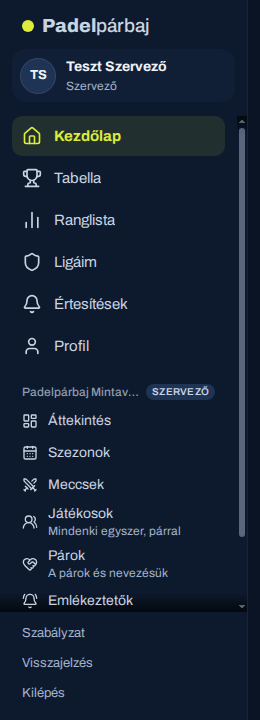 Padelpárbaj
TS
Teszt Szervező
Szervező
Kezdőlap
Tabella
Ranglista
Ligáim
Értesítések
Profil
Padelpárbaj Mintav...
SZERVEZŐ
Áttekintés
Szezonok
Meccsek
Játékosok
Mindenki egyszer, párral
Párok
A párok és nevezésük
Emlékeztetők
Szabályzat
Visszajelzés
Kilépés